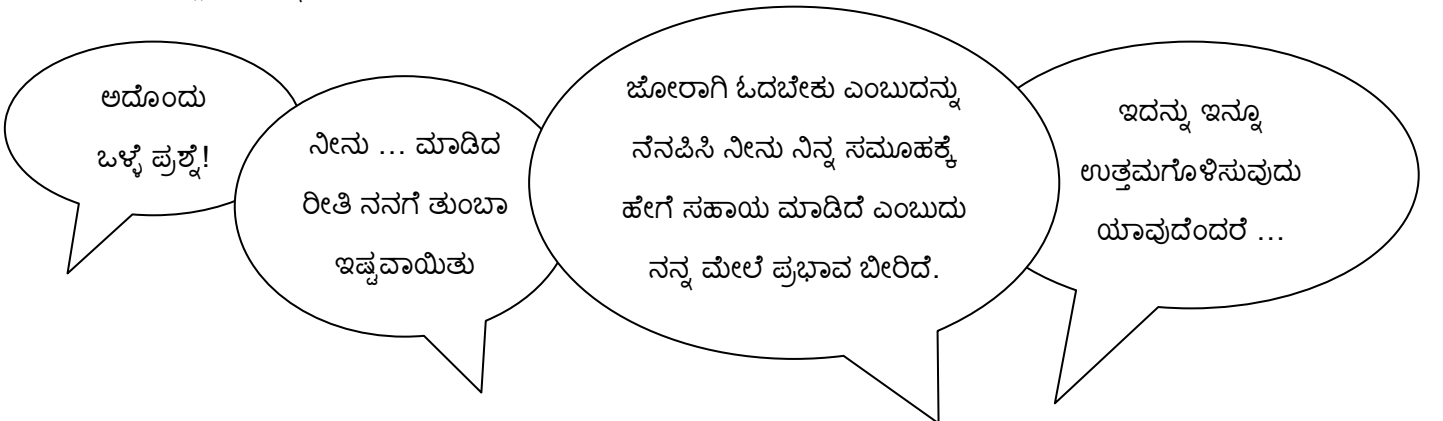 ಅದೊಂದು
ಒಳ್ಳೆ ಪ್ರಶ್ನೆ!
ನೀನು … ಮಾಡಿದ
ರೀತಿ ನನಗೆ ತುಂಬಾ
ಇಷ್ಟವಾಯಿತು
ಜೋರಾಗಿ ಓದಬೇಕು ಎಂಬುದನ್ನು
ನೆನಪಿಸಿ ನೀನು ನಿನ್ನ ಸಮೂಹಕ್ಕೆ
ಹೇಗೆ ಸಹಾಯ ಮಾಡಿದೆ ಎಂಬುದು
ನನ್ನ ಮೇಲೆ ಪ್ರಭಾವ ಬೀರಿದೆ.
ಇದನ್ನು ಇನ್ನೂ
ಉತ್ತಮಗೊಳಿಸುವುದು
ಯಾವುದೆಂದರೆ …